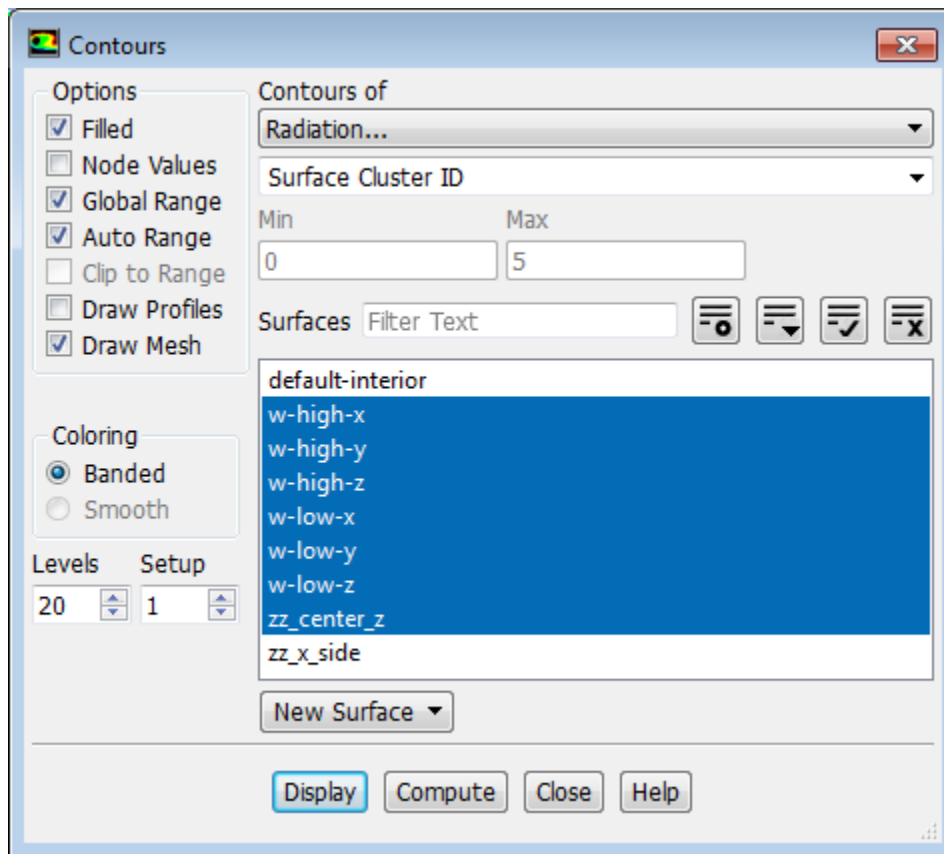 Contours
Options
Filled
Node Values
Global Range
Auto Range
Clip to Range
Draw Profiles
Draw Mesh
Coloring
Banded
Smooth
Levels Setup
20 1
Contours of
Radiation...
Surface Cluster ID
Min Max
0 5
Surfaces Filter Text
default-interior
w-high-x
w-high-y
w-high-z
w-low-x
w-low-y
w-low-z
zz_center_z
zz_x_side
New Surface
Display Compute Close Help